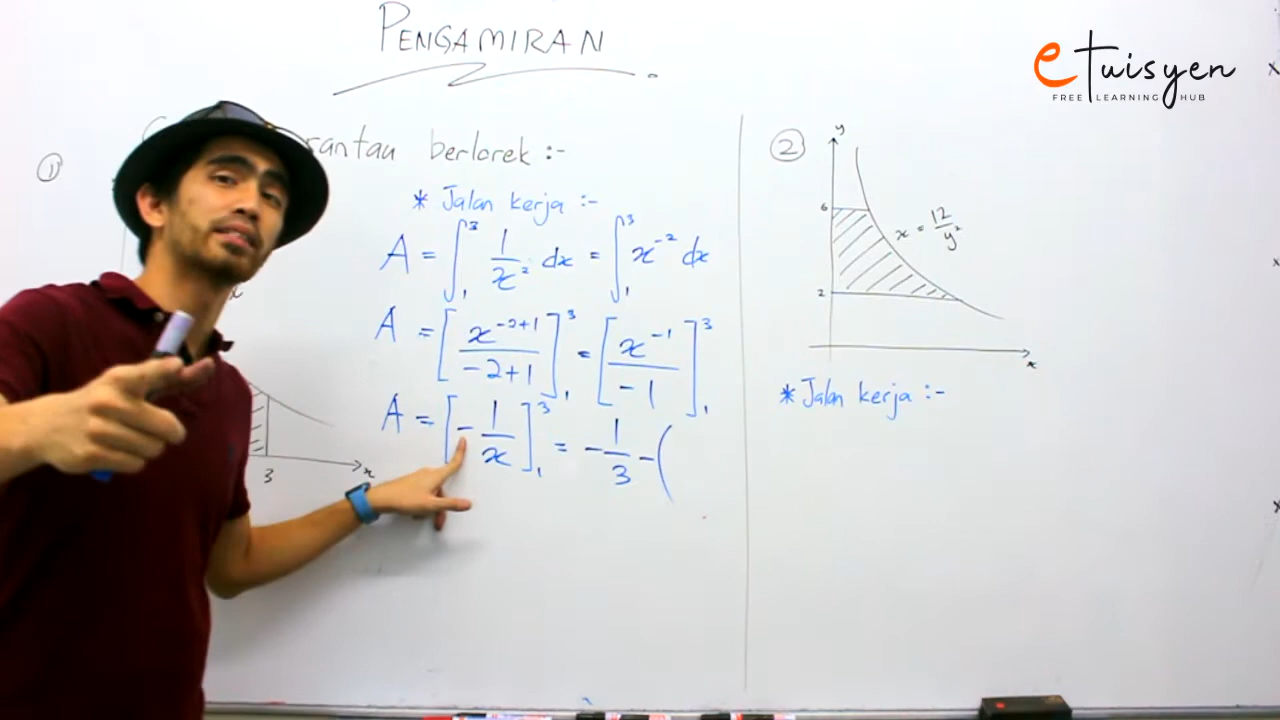 PENGAMIRAN
e Tuisyen
FREE LEARNING HUB
①
rantau berlorek :-
* Jalan kerja :-
A = ∫₁³ 1/x² dx = ∫₁³ x⁻² dx
A = [x⁻²⁺¹/-2+1]₁³ = [x⁻¹/-1]₁³
A = [-1/x]₁³ = -1/3 - (
3
x
②
y
6
x = 12/y²
2
x
* Jalan kerja :-